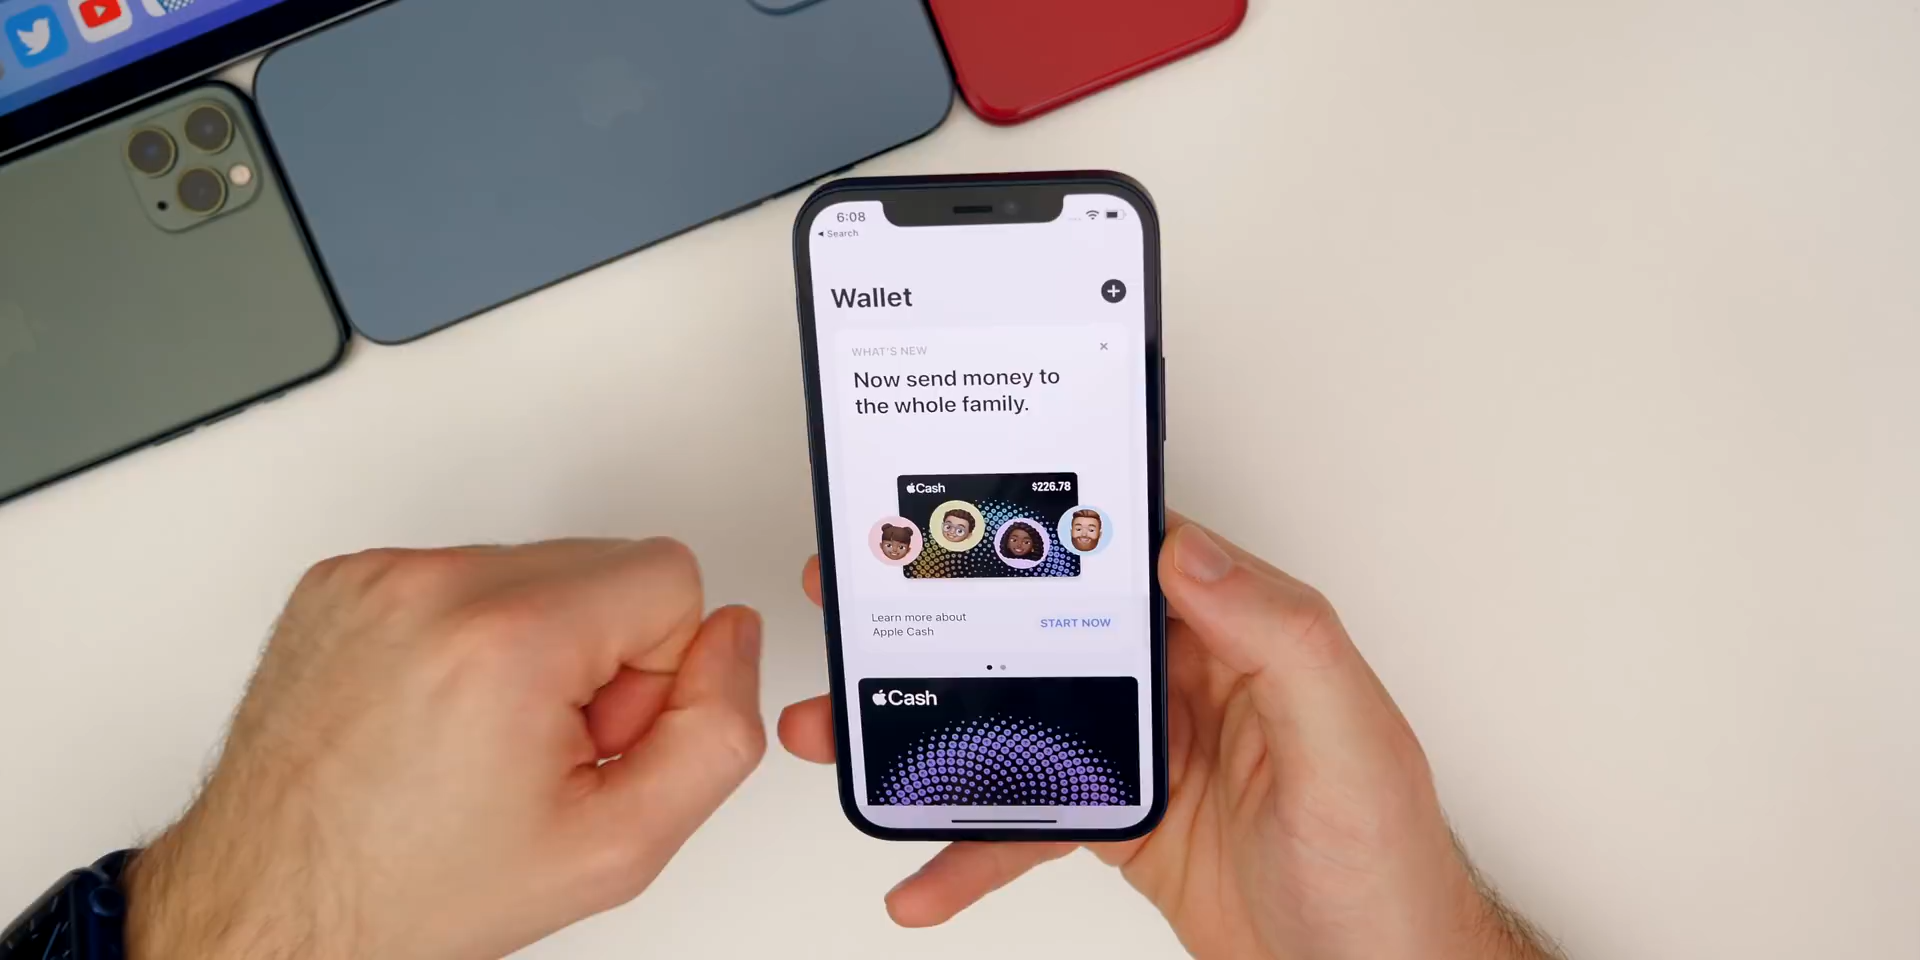 6:08
Search
Wallet
WHAT'S NEW
Now send money to
the whole family.
Cash
$226.78
Learn more about
Apple Cash
START NOW
Cash